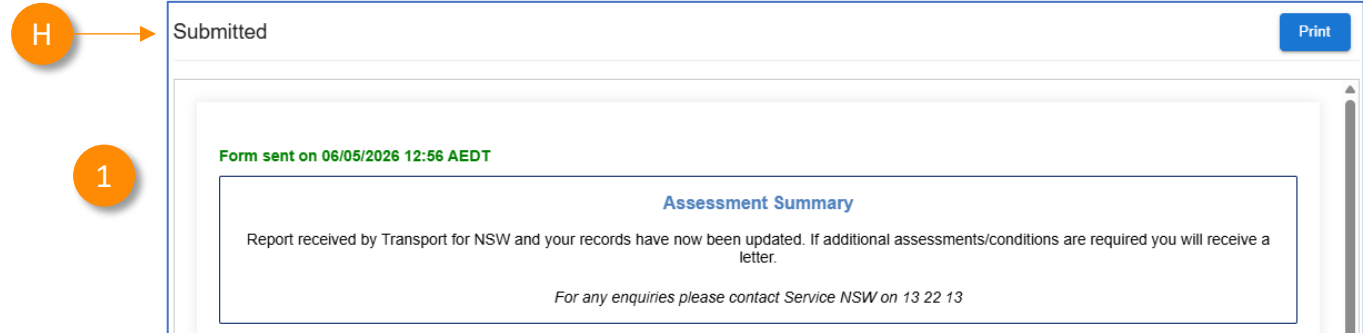 H
Submitted
Print
1
Form sent on 06/05/2026 12:56 AEDT
Assessment Summary
Report received by Transport for NSW and your records have now been updated. If additional assessments/conditions are required you will receive a
letter.
For any enquiries please contact Service NSW on 13 22 13